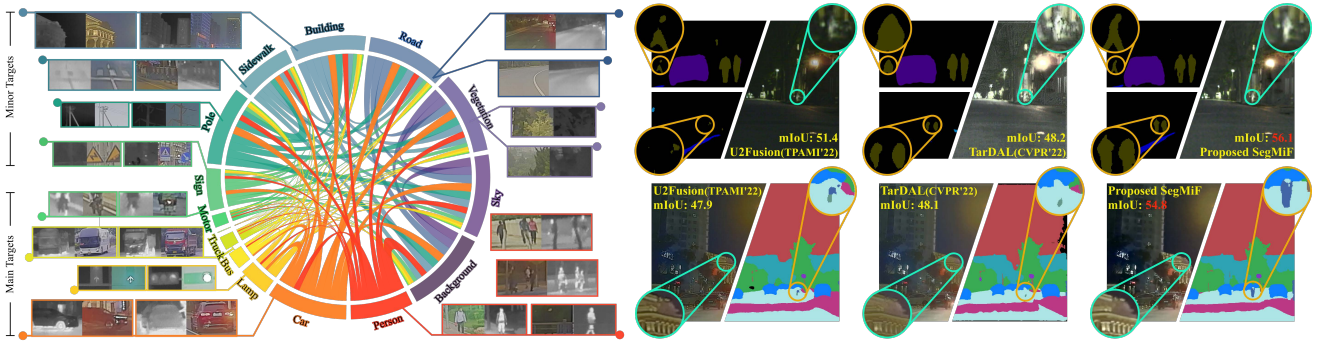 Minor Targets
Main Targets
Building
Road
Sidewalk
Vegetation
Pole
Sky
Sign
Motor
Truck
Bus
Lamp
Background
Car
Person
mIoU: 51.4
U2Fusion(TPAMI'22)
mIoU: 48.2
TarDAL(CVPR'22)
mIoU: 56.1
Proposed SegMiF
U2Fusion(TPAMI'22)
mIoU: 47.9
TarDAL(CVPR'22)
mIoU: 48.1
Proposed SegMiF
mIoU: 54.8